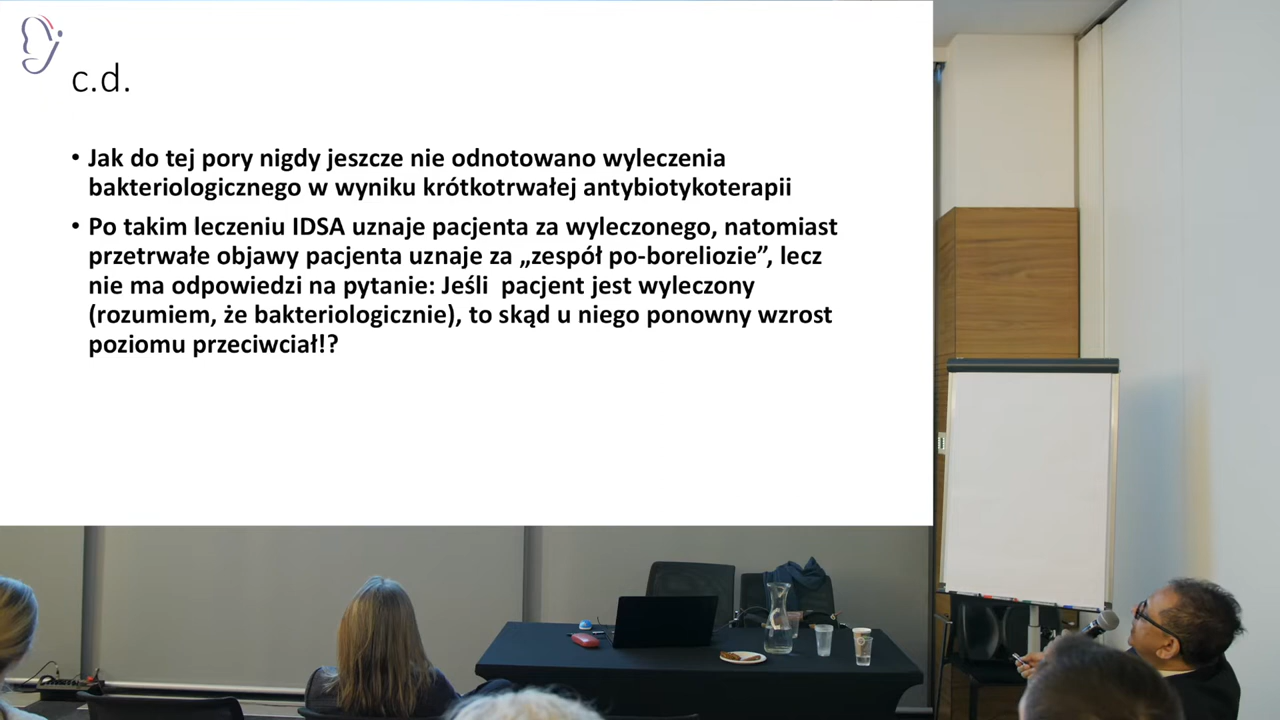 c.d.
• Jak do tej pory nigdy jeszcze nie odnotowano wyleczenia
bakteriologicznego w wyniku krótkotrwałej antybiotykoterapii
• Po takim leczeniu IDSA uznaje pacjenta za wyleczonego, natomiast
przetrwałe objawy pacjenta uznaje za „zespół po-boreliozie”, lecz
nie ma odpowiedzi na pytanie: Jeśli  pacjent jest wyleczony
(rozumiem, że bakteriologicznie), to skąd u niego ponowny wzrost
poziomu przeciwciał!?